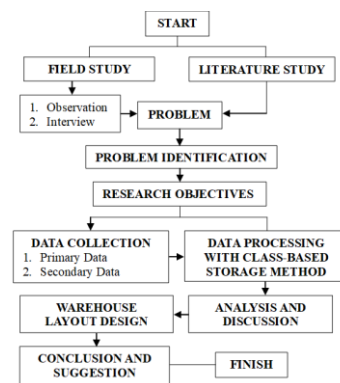 START
FIELD STUDY
LITERATURE STUDY
1. Observation
2. Interview
PROBLEM
PROBLEM IDENTIFICATION
RESEARCH OBJECTIVES
DATA COLLECTION
1. Primary Data
2. Secondary Data
DATA PROCESSING
WITH CLASS-BASED
STORAGE METHOD
WAREHOUSE
LAYOUT DESIGN
ANALYSIS AND
DISCUSSION
CONCLUSION AND
SUGGESTION
FINISH